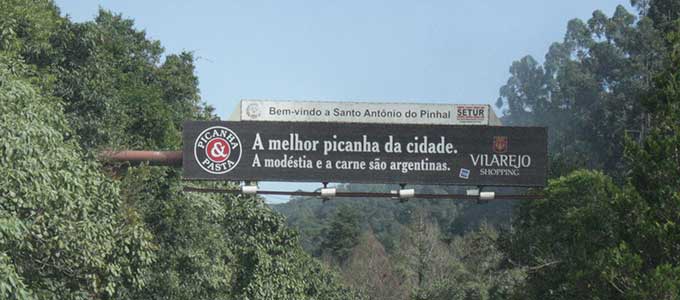 Bem-vindo a Santo Antônio do Pinhal
SETUR
PICANHA
&
PASTA
A melhor picanha da cidade.
A modéstia e a carne são argentinas.
VILAREJO
SHOPPING